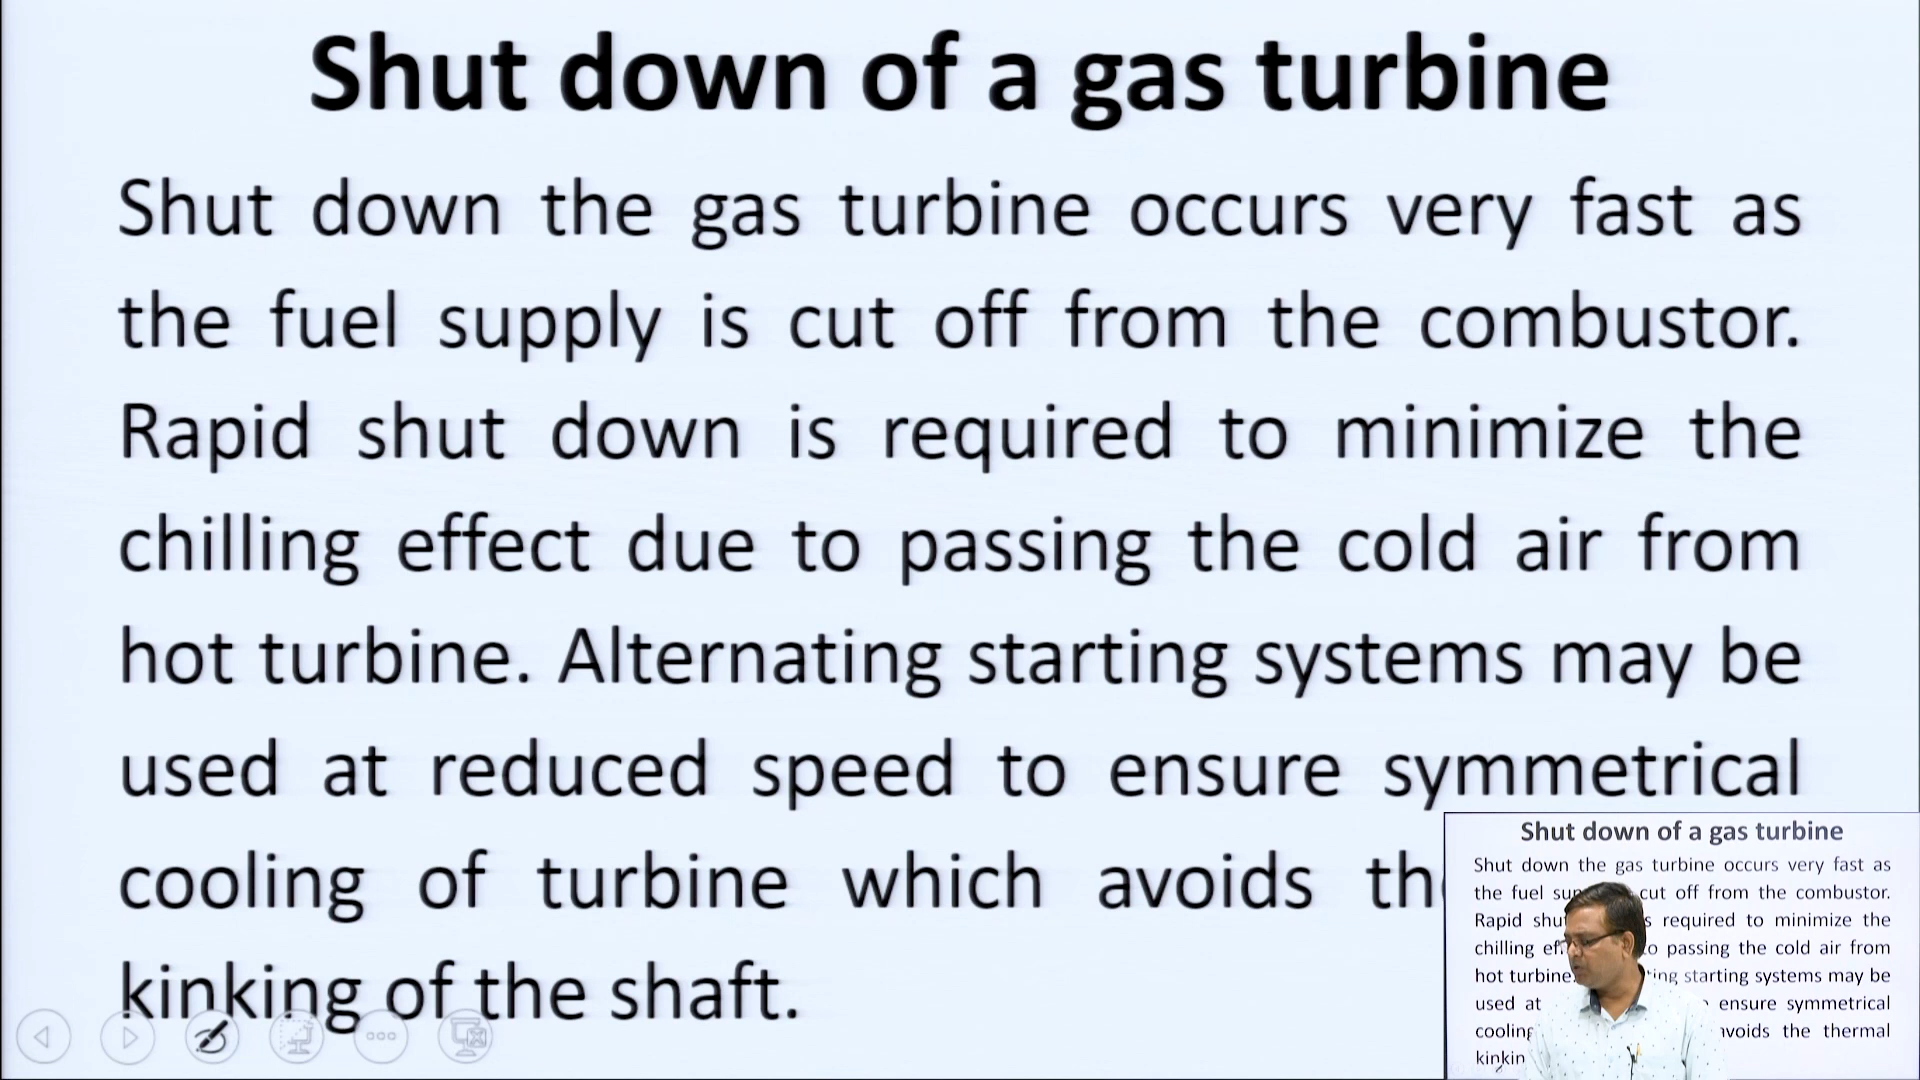 Shut down of a gas turbine
Shut down the gas turbine occurs very fast as
the fuel supply is cut off from the combustor.
Rapid shut down is required to minimize the
chilling effect due to passing the cold air from
hot turbine. Alternating starting systems may be
used at reduced speed to ensure symmetrical
cooling of turbine which avoids
kinking of the shaft.
Shut down of a gas turbine
Shut down the gas turbine occurs very fast as
the fuel cut off from the combustor.
Rapid required to minimize the
chilling passing the cold air from
hot turbine. starting systems may be
used at ensure symmetrical
the thermal